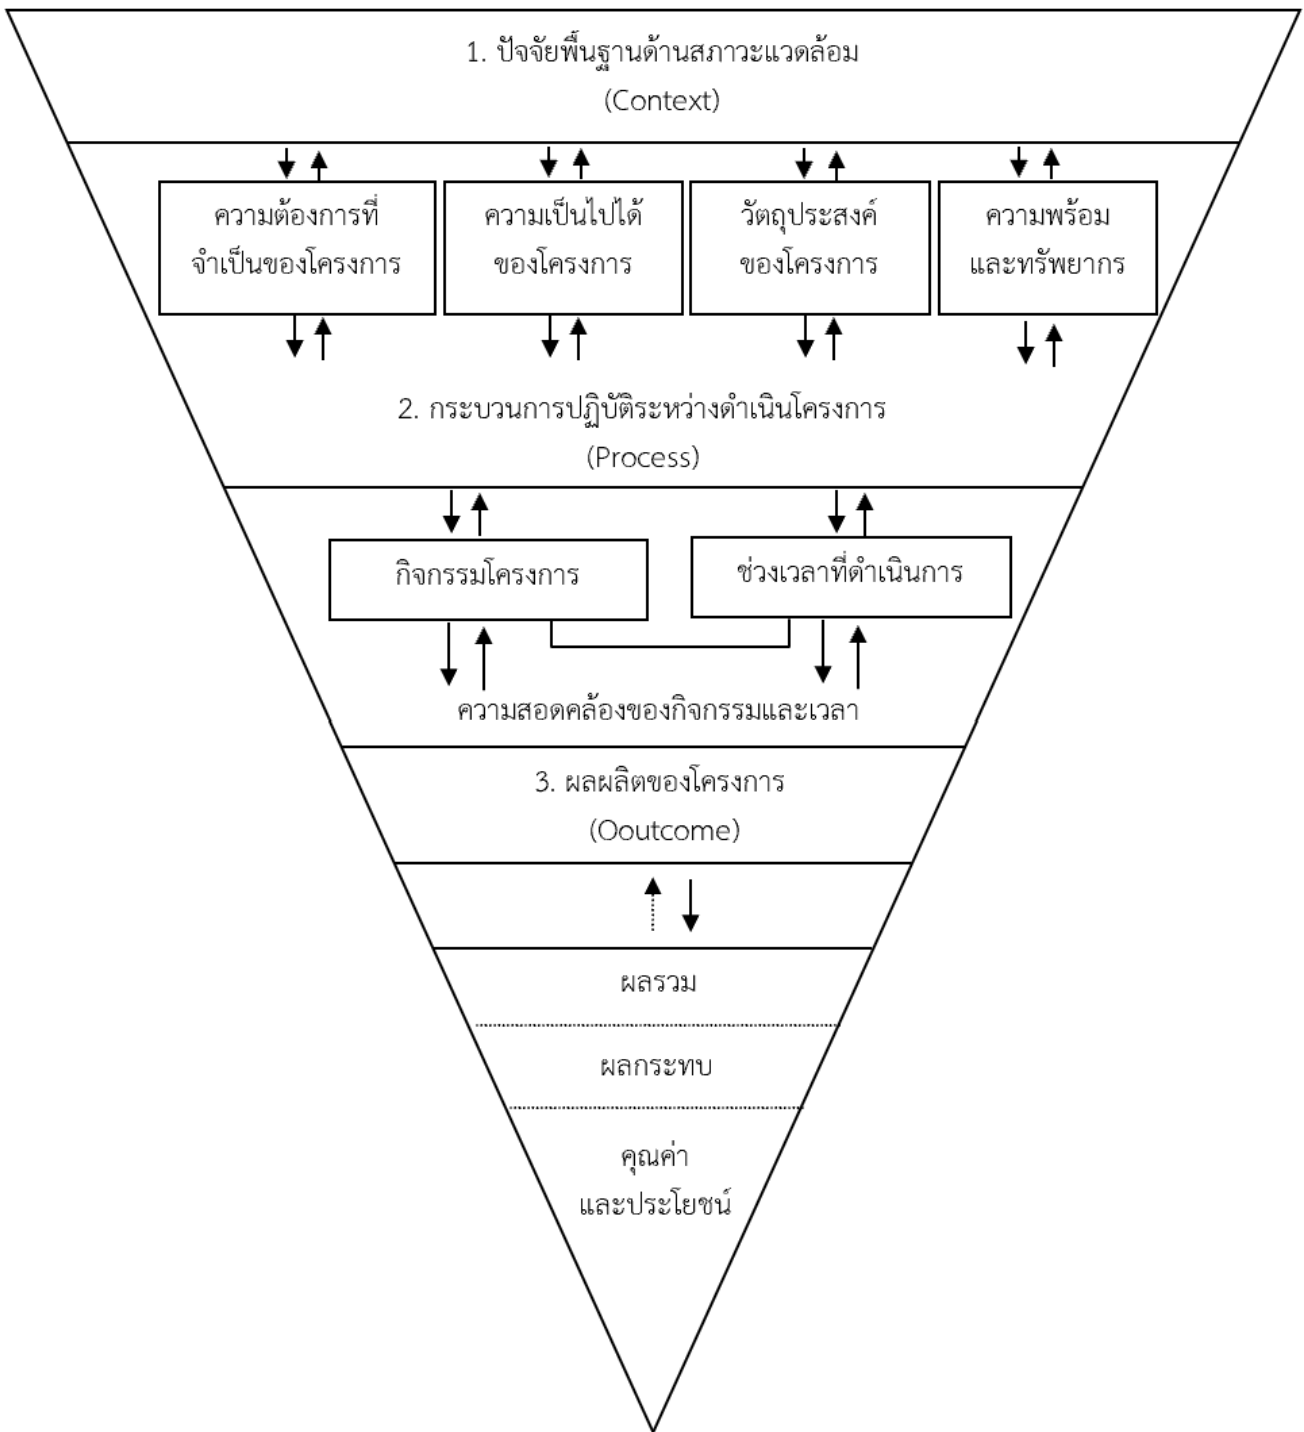 1. ปัจจัยพื้นฐานด้านสภาวะแวดล้อม
(Context)
ความต้องการที่
จำเป็นของโครงการ
ความเป็นไปได้
ของโครงการ
วัตถุประสงค์
ของโครงการ
ความพร้อม
และทรัพยากร
2. กระบวนการปฏิบัติระหว่างดำเนินโครงการ
(Process)
กิจกรรมโครงการ
ช่วงเวลาที่ดำเนินการ
ความสอดคล้องของกิจกรรมและเวลา
3. ผลผลิตของโครงการ
(Ooutcome)
ผลรวม
ผลกระทบ
คุณค่า
และประโยชน์